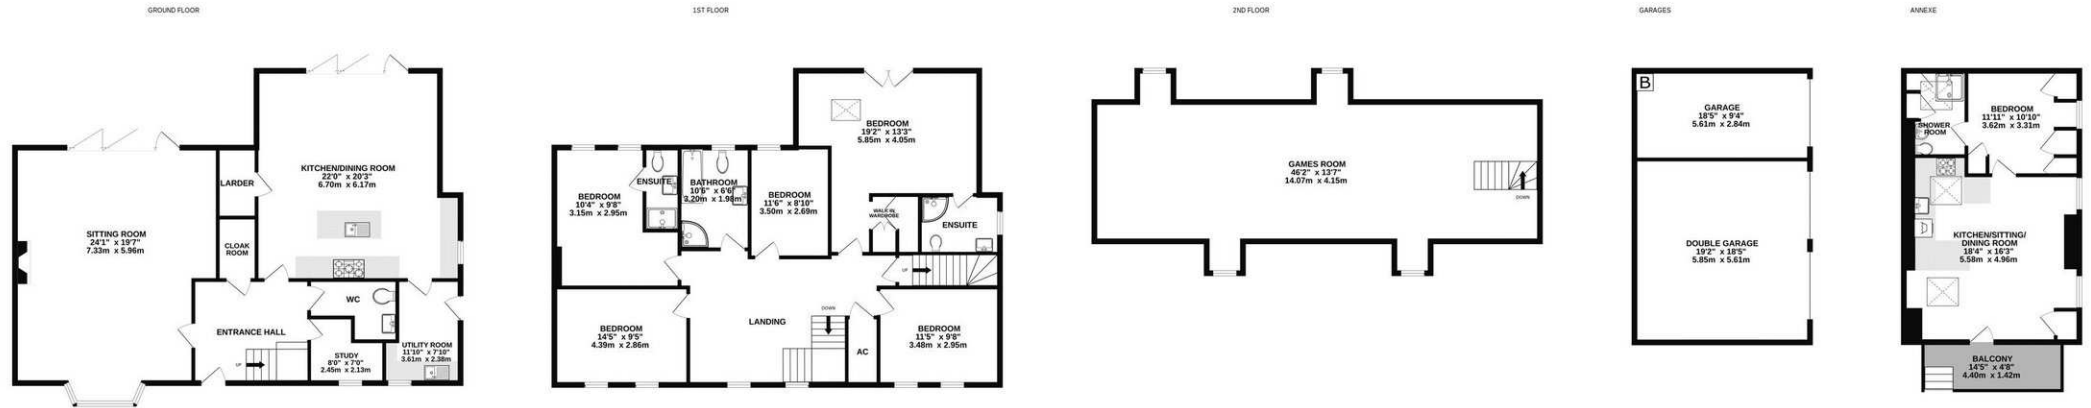 GROUND FLOOR
1ST FLOOR
2ND FLOOR
GARAGES
ANNEXE
KITCHEN/DINING ROOM
22'0" x 20'3"
6.70m x 6.17m
LARDER
SITTING ROOM
24'1" x 19'7"
7.33m x 5.96m
CLOAK
ROOM
WC
ENTRANCE HALL
UP
STUDY
8'0" x 7'0"
2.45m x 2.13m
UTILITY ROOM
11'10" x 7'10"
3.61m x 2.38m
BEDROOM
19'2" x 13'3"
5.85m x 4.05m
BEDROOM
10'4" x 9'8"
3.15m x 2.95m
ENSUITE
BATHROOM
10'6" x 6'6"
3.20m x 1.98m
BEDROOM
11'6" x 8'10"
3.50m x 2.69m
WALK IN
WARDROBE
ENSUITE
UP
BEDROOM
14'5" x 9'5"
4.39m x 2.86m
LANDING
DOWN
AC
BEDROOM
11'5" x 9'8"
3.48m x 2.95m
GAMES ROOM
46'2" x 13'7"
14.07m x 4.15m
DOWN
B
GARAGE
18'5" x 9'4"
5.61m x 2.84m
DOUBLE GARAGE
19'2" x 18'5"
5.85m x 5.61m
BEDROOM
11'11" x 10'10"
3.62m x 3.31m
SHOWER
ROOM
KITCHEN/SITTING/
DINING ROOM
18'4" x 16'3"
5.58m x 4.96m
BALCONY
14'5" x 4'8"
4.40m x 1.42m